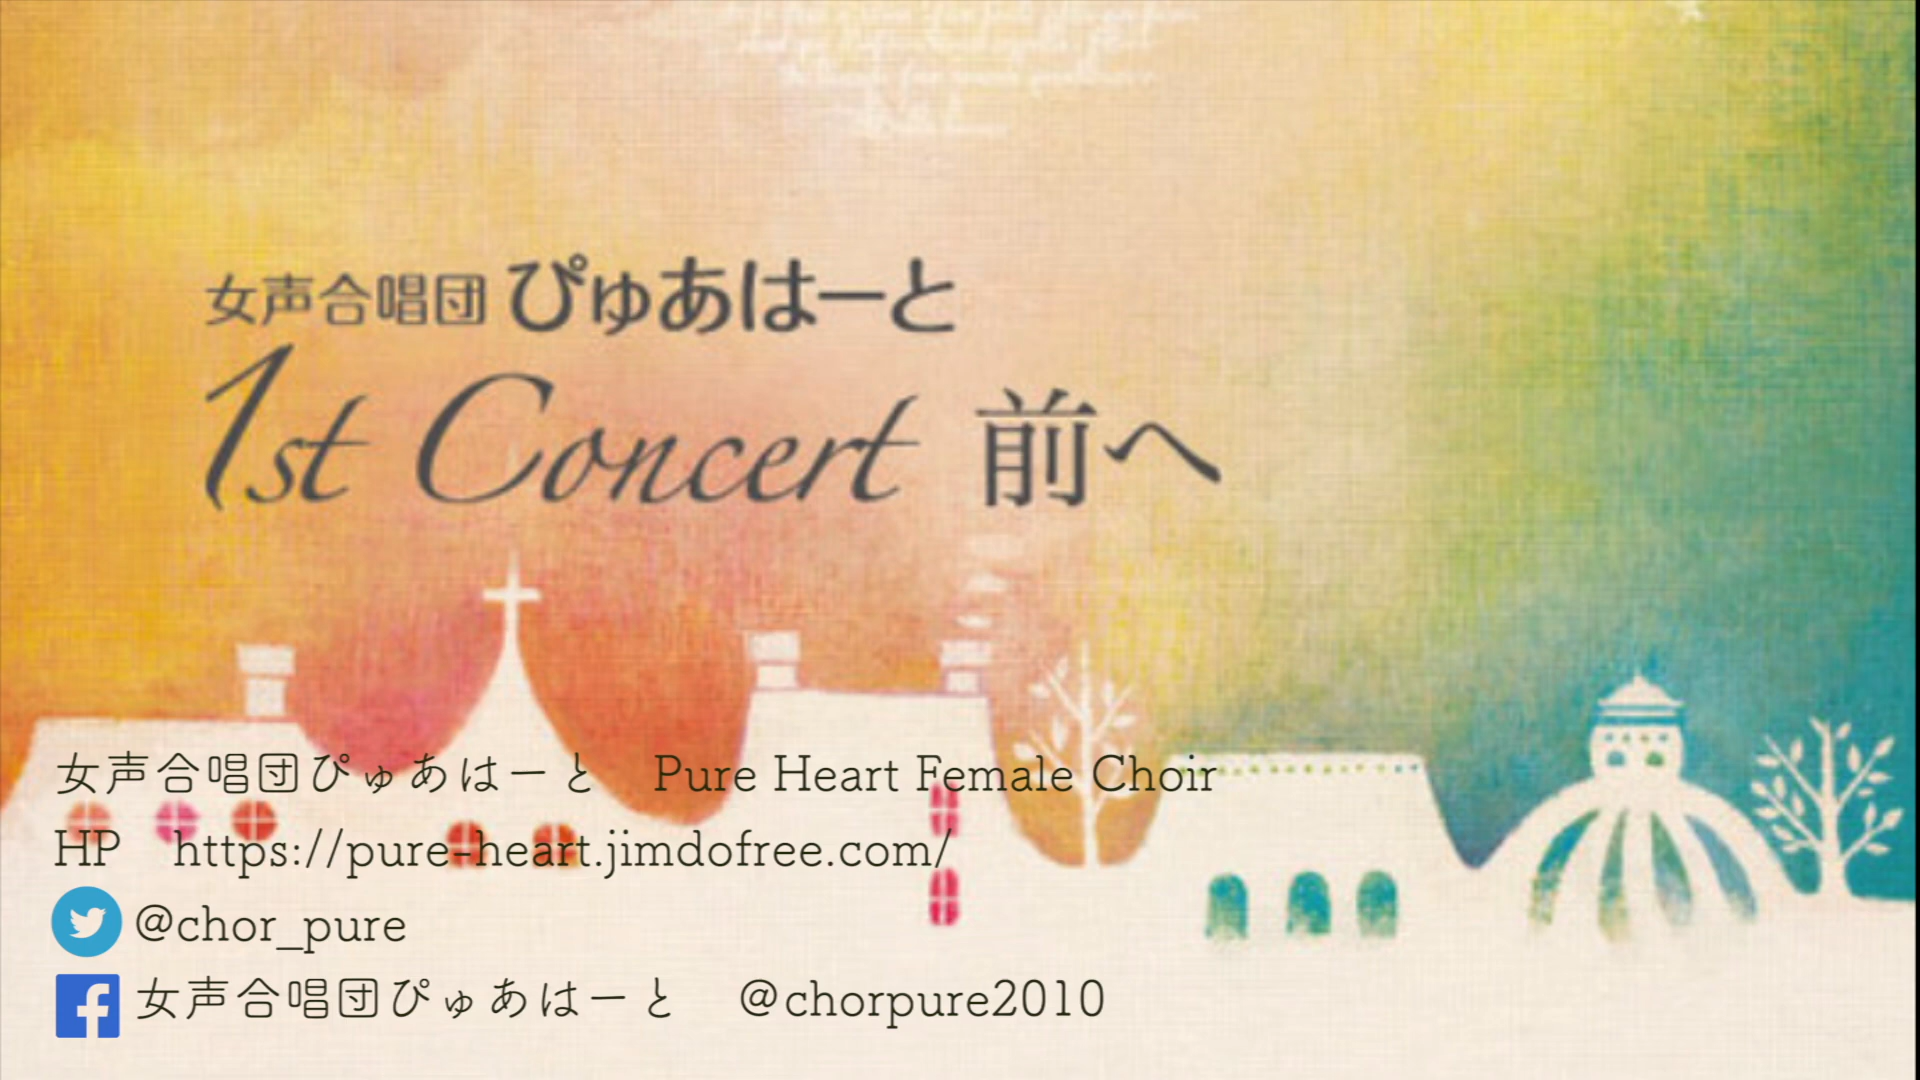 女声合唱団 ぴゅあはーと
1st Concert 前へ
女声合唱団ぴゅあはーと Pure Heart Female Choir
HP https://pure-heart.jimdofree.com/
@chor_pure
女声合唱団ぴゅあはーと @chorpure2010